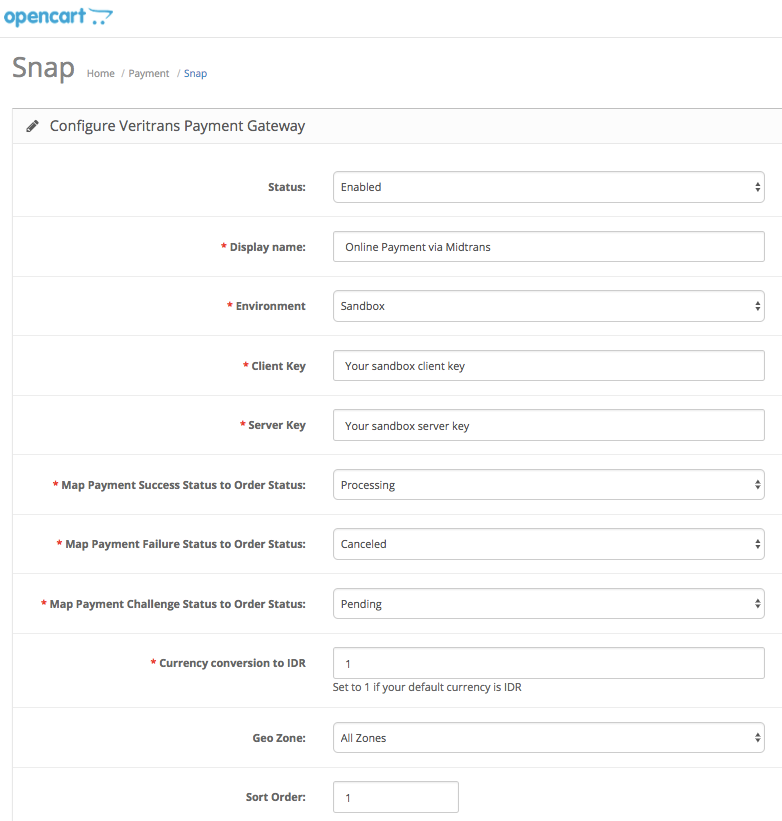 opencart
Snap Home / Payment / Snap
Configure Veritrans Payment Gateway
Status: Enabled
* Display name: Online Payment via Midtrans
* Environment Sandbox
* Client Key Your sandbox client key
* Server Key Your sandbox server key
* Map Payment Success Status to Order Status: Processing
* Map Payment Failure Status to Order Status: Canceled
* Map Payment Challenge Status to Order Status: Pending
* Currency conversion to IDR 1
Set to 1 if your default currency is IDR
Geo Zone: All Zones
Sort Order: 1